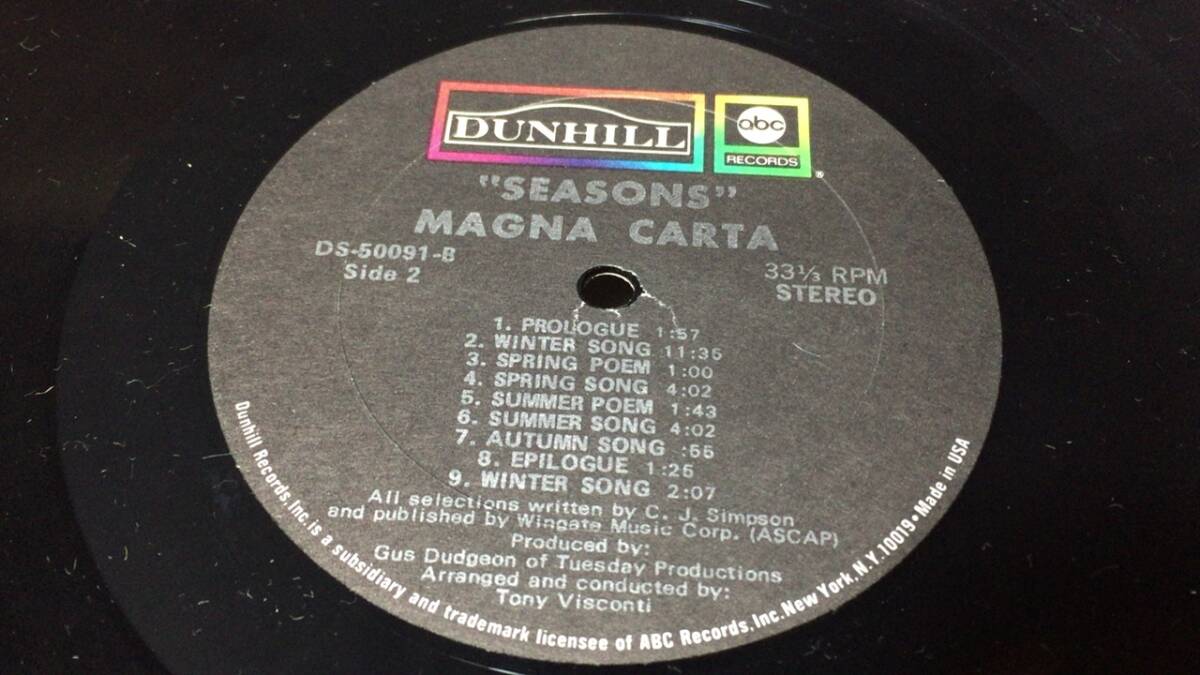 DUNHILL
abc
RECORDS
®
"SEASONS"
MAGNA CARTA
DS-50091-B
Side 2
33⅓ RPM
STEREO
1. PROLOGUE 1:57
2. WINTER SONG 11:35
3. SPRING POEM 1:00
4. SPRING SONG 4:02
5. SUMMER POEM 1:43
6. SUMMER SONG 4:02
7. AUTUMN SONG :55
8. EPILOGUE 1:25
9. WINTER SONG 2:07
All selections written by C. J. Simpson
and published by Wingate Music Corp. (ASCAP)
Produced by:
Gus Dudgeon of Tuesday Productions
Arranged and conducted by:
Tony Visconti
Dunhill Records, Inc. is a subsidiary and trademark licensee of ABC Records, Inc. New York, N.Y. 10019 • Made in USA